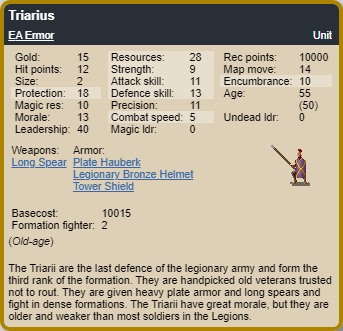 Triarius
EA Ermor Unit
Gold: 15 Resources: 28 Rec points: 10000
Hit points: 12 Strength: 9 Map move: 14
Size: 2 Attack skill: 11 Encumbrance: 10
Protection: 18 Defence skill: 13 Age: 55
Magic res: 10 Precision: 11 (50)
Morale: 13 Combat speed: 5 Undead ldr: 0
Leadership: 40 Magic ldr: 0
Weapons: Armor:
Long Spear Plate Hauberk
Legionary Bronze Helmet
Tower Shield
Basecost: 10015
Formation fighter: 2
(Old-age)
The Triarii are the last defence of the legionary army and form the
third rank of the formation. They are handpicked old veterans trusted
not to rout. They are given heavy plate armor and long spears and
fight in dense formations. The Triarii have great morale, but they are
older and weaker than most soldiers in the Legions.